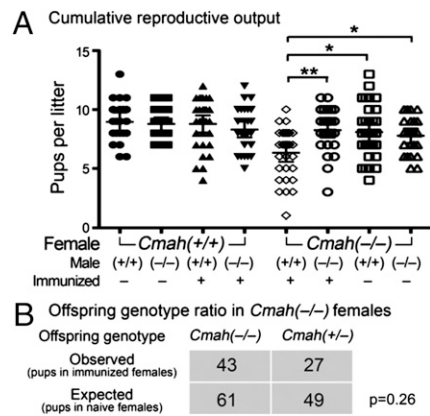 A Cumulative reproductive output
* 
* 
**
Pups per litter
15
10
5
0
Female Cmah(+/+) Cmah(−/−)
Male (+/+) (−/−) (+/+) (−/−) (+/+) (−/−) (+/+) (−/−)
Immunized − − + + + + − −
B Offspring genotype ratio in Cmah(−/−) females
Offspring genotype Cmah(−/−) Cmah(+/−)
Observed 43 27
(pups in immunized females)
Expected 61 49 p=0.26
(pups in naive females)